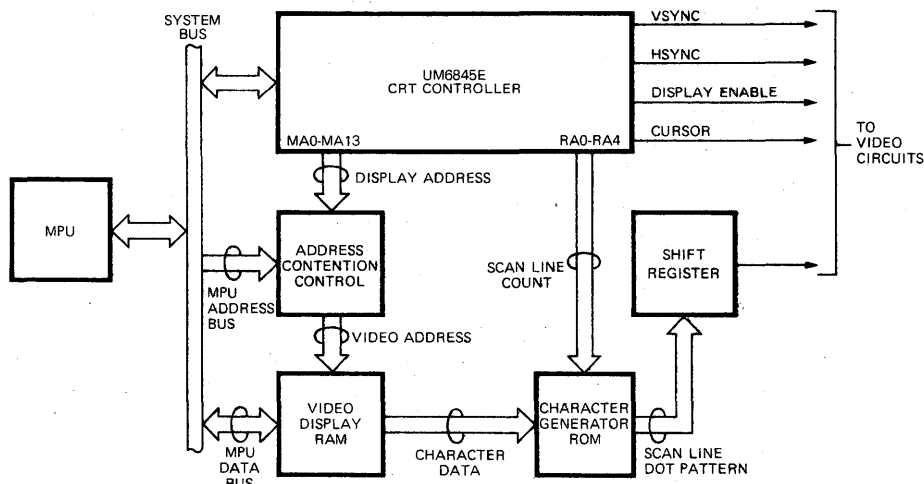 SYSTEM
BUS
UM6845E
CRT CONTROLLER
MA0-MA13
RA0-RA4
VSYNC
HSYNC
DISPLAY ENABLE
CURSOR
TO
VIDEO
CIRCUITS
DISPLAY ADDRESS
MPU
ADDRESS
CONTENTION
CONTROL
MPU
ADDRESS
BUS
SCAN LINE
COUNT
SHIFT
REGISTER
VIDEO ADDRESS
VIDEO
DISPLAY
RAM
MPU
DATA
BUS
CHARACTER
DATA
CHARACTER
GENERATOR
ROM
SCAN LINE
DOT PATTERN